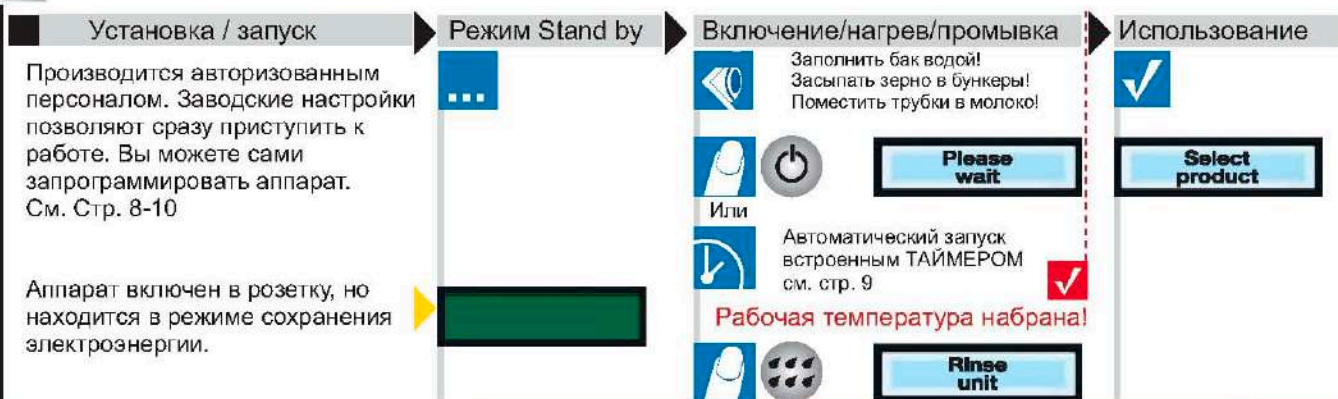 Установка / запуск
Производится авторизованным
персоналом. Заводские настройки
позволяют сразу приступить к
работе. Вы можете сами
запрограммировать аппарат.
См. Стр. 8-10
Аппарат включен в розетку, но
находится в режиме сохранения
электроэнергии.
Режим Stand by
Включение/нагрев/промывка
Заполнить бак водой!
Засыпать зерно в бункеры!
Поместить трубки в молоко!
Please
wait
Или
Автоматический запуск
встроенным ТАЙМЕРОМ
см. стр. 9
Рабочая температура набрана!
Rinse
unit
Использование
Select
product